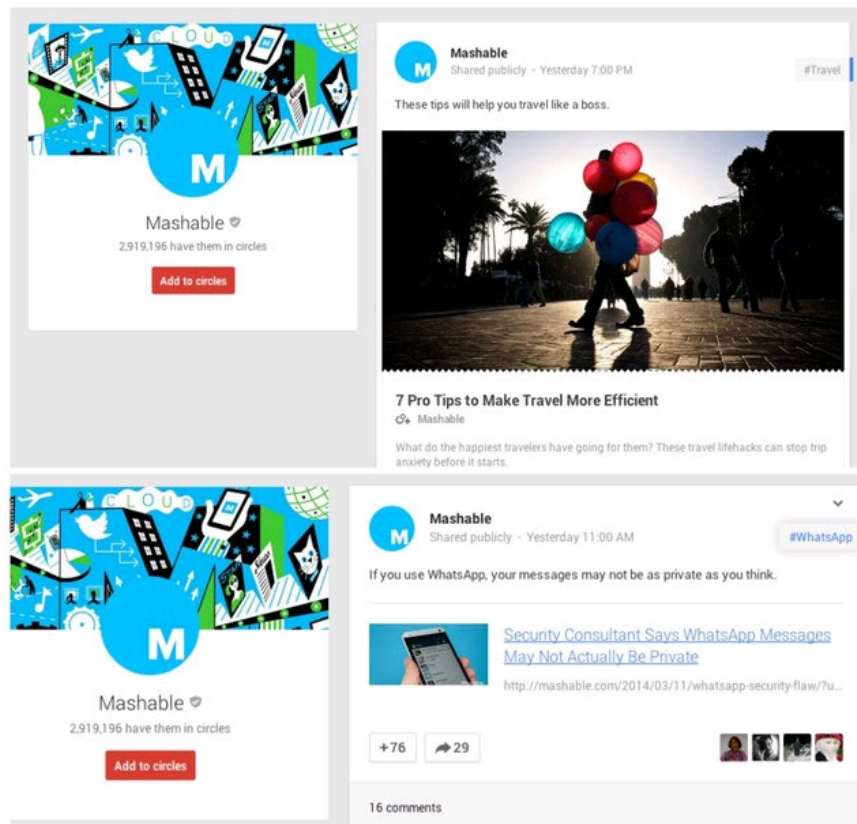 CLOUD
M
M
Mashable
2,919,196 have them in circles
Add to circles
M
Mashable
Shared publicly - Yesterday 7:00 PM
#Travel
These tips will help you travel like a boss.
7 Pro Tips to Make Travel More Efficient
Mashable
What do the happiest travelers have going for them? These travel lifehacks can stop trip
anxiety before it starts.
CLOUD
M
M
Mashable
2,919,196 have them in circles
Add to circles
M
Mashable
Shared publicly - Yesterday 11:00 AM
#WhatsApp
If you use WhatsApp, your messages may not be as private as you think.
Security Consultant Says WhatsApp Messages
May Not Actually Be Private
http://mashable.com/2014/03/11/whatsapp-security-flaw/?u...
+76
29
16 comments